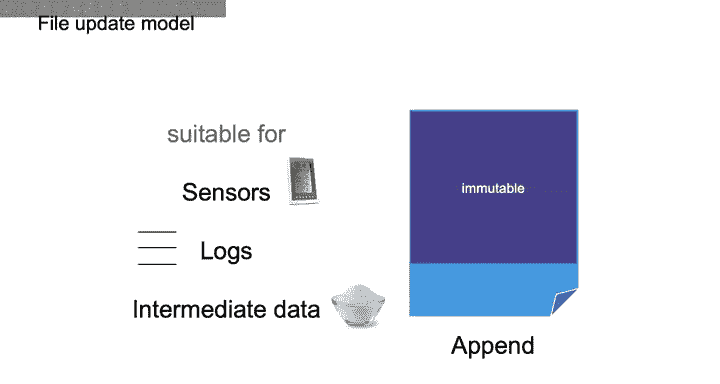 File update model
suitable for
Sensors
Logs
Intermediate data
immutable
Append